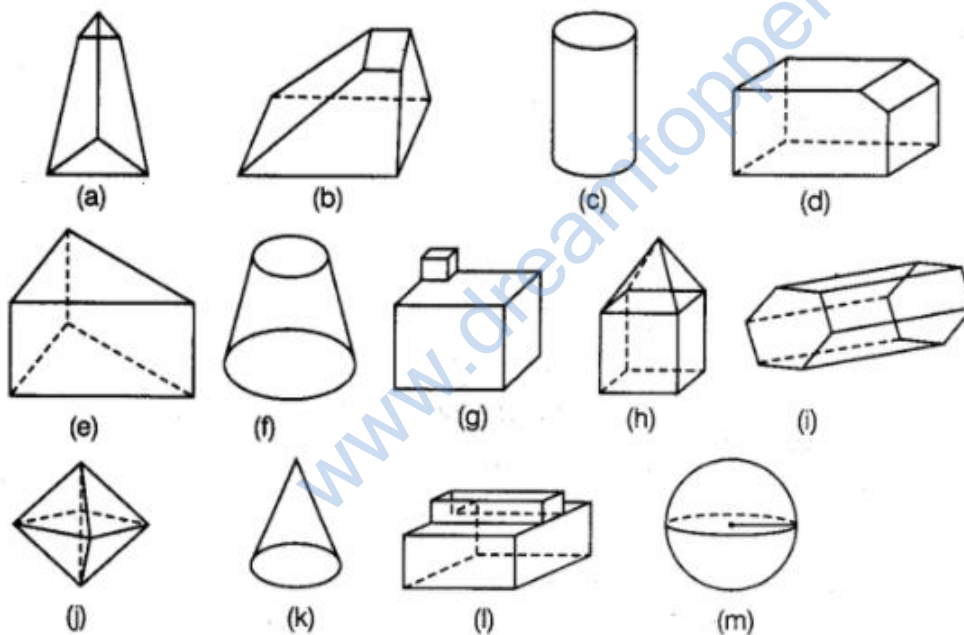 www.dreamtopper
(a)
(b)
(c)
(d)
(e)
(f)
(g)
(h)
(i)
(j)
(k)
(l)
(m)